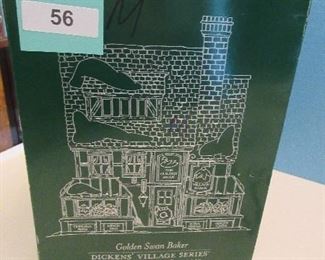 56
M
Golden Swan Baker
DICKENS' VILLAGE SERIES